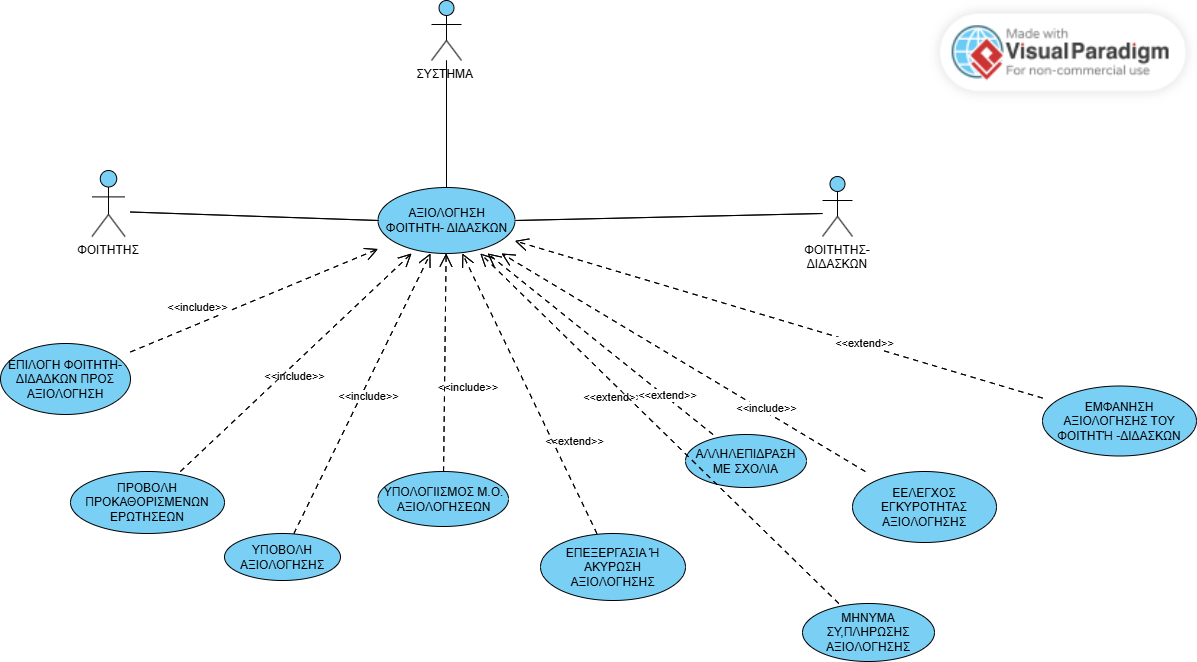 ΣΥΣΤΗΜΑ
Made with
Visual Paradigm
For non-commercial use
ΦΟΙΤΗΤΗΣ
ΑΞΙΟΛΟΓΗΣΗ
ΦΟΙΤΗΤΗ- ΔΙΔΑΣΚΩΝ
ΦΟΙΤΗΤΗΣ-
ΔΙΔΑΣΚΩΝ
<<include>>
<<include>>
<<include>>
<<include>>
<<extend>>
<<extend>>
<<extend>>
<<include>>
<<extend>>
ΕΠΙΛΟΓΗ ΦΟΙΤΗΤΗ-
ΔΙΔΑΔΚΩΝ ΠΡΟΣ
ΑΞΙΟΛΟΓΗΣΗ
ΠΡΟΒΟΛΗ
ΠΡΟΚΑΘΟΡΙΣΜΕΝΩΝ
ΕΡΩΤΗΣΕΩΝ
ΥΠΟΒΟΛΗ
ΑΞΙΟΛΟΓΗΣΗΣ
ΥΠΟΛΟΓΙΙΣΜΟΣ Μ.Ο.
ΑΞΙΟΛΟΓΗΣΕΩΝ
ΕΠΕΞΕΡΓΑΣΙΑ Ή
ΑΚΥΡΩΣΗ
ΑΞΙΟΛΟΓΗΣΗΣ
ΑΛΛΗΛΕΠΙΔΡΑΣΗ
ΜΕ ΣΧΟΛΙΑ
ΜΗΝΥΜΑ
ΣΥ,ΠΛΗΡΩΣΗΣ
ΑΞΙΟΛΟΓΗΣΗΣ
ΕΕΛΕΓΧΟΣ
ΕΓΚΥΡΟΤΗΤΑΣ
ΑΞΙΟΛΟΓΗΣΗΣ
ΕΜΦΑΝΗΣΗ
ΑΞΙΟΛΟΓΗΣΗΣ ΤΟΥ
ΦΟΙΤΗΤΉ -ΔΙΔΑΣΚΩΝ